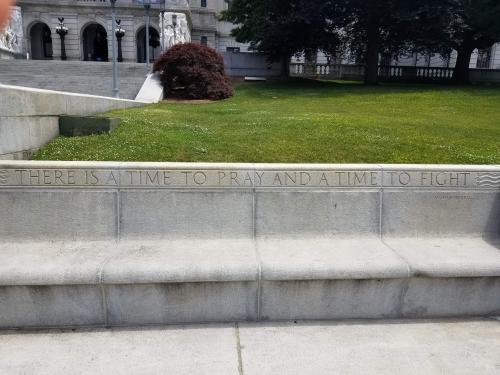 THERE IS A TIME TO PRAY AND A TIME TO FIGHT